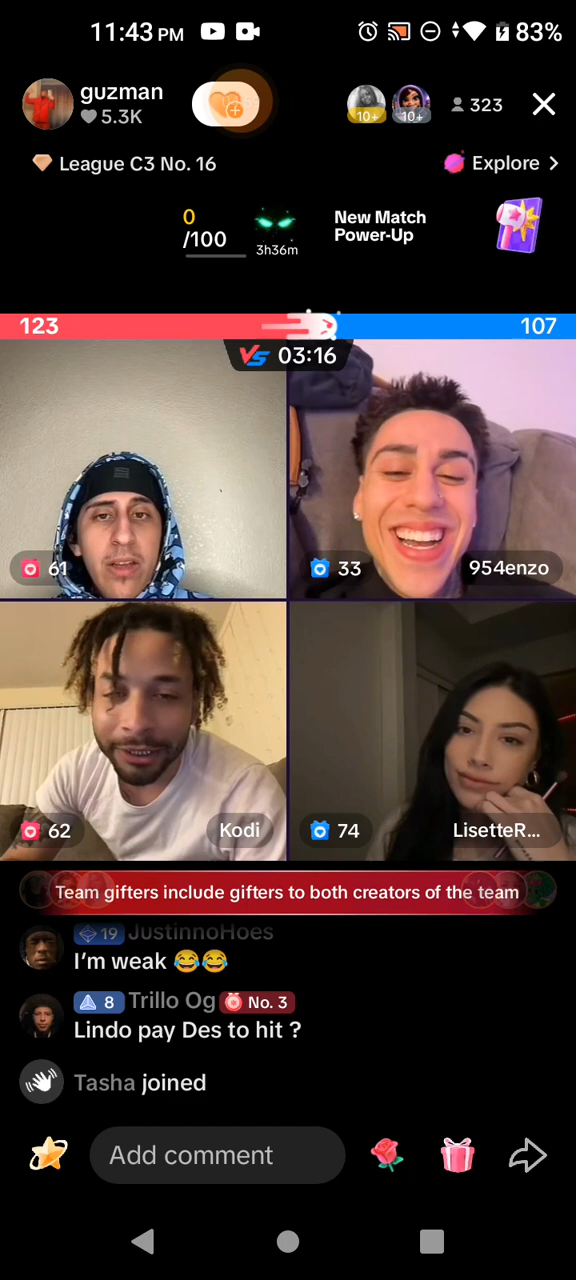 11:43 PM
83%
guzman
5.3K
10+
10+
323
League C3 No. 16
Explore >
0
/100
3h36m
New Match
Power-Up
123
107
VS 03:16
61
33
954enzo
62
Kodi
74
LisetteR...
Team gifters include gifters to both creators of the team
19 JustinnoHoes
I'm weak 😂😂
8 Trillo Og No. 3
Lindo pay Des to hit ?
Tasha joined
Add comment